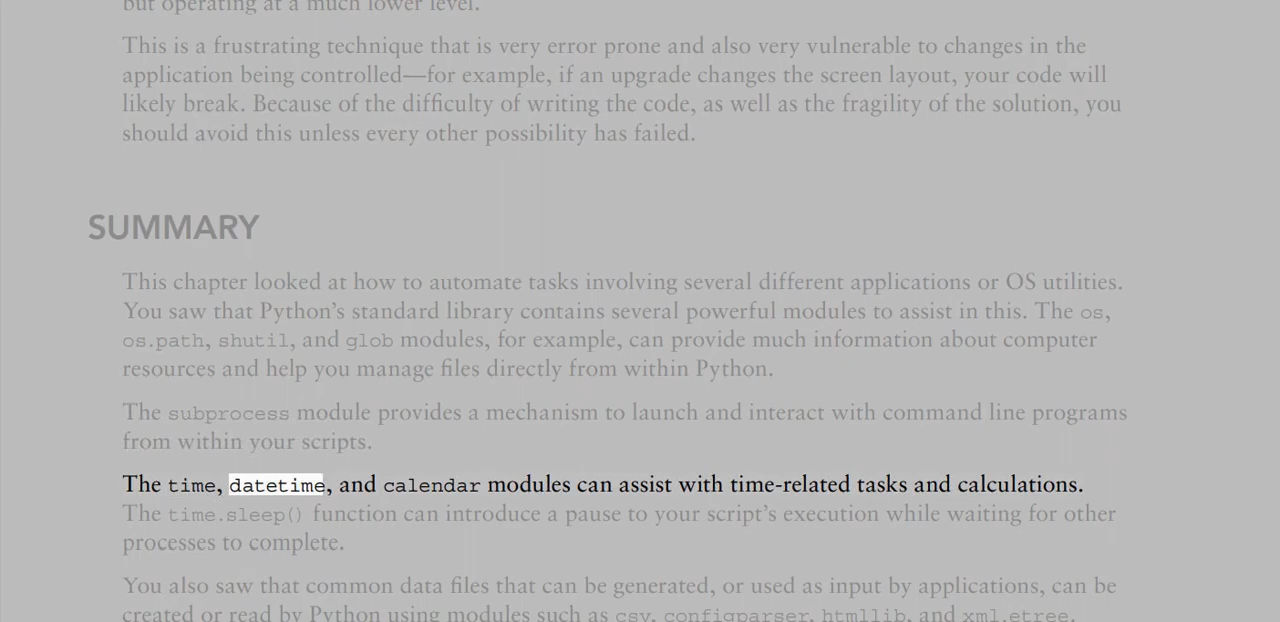 but operating at a much lower level.
This is a frustrating technique that is very error prone and also very vulnerable to changes in the
application being controlled—for example, if an upgrade changes the screen layout, your code will
likely break. Because of the difficulty of writing the code, as well as the fragility of the solution, you
should avoid this unless every other possibility has failed.
SUMMARY
This chapter looked at how to automate tasks involving several different applications or OS utilities.
You saw that Python’s standard library contains several powerful modules to assist in this. The os,
os.path, shutil, and glob modules, for example, can provide much information about computer
resources and help you manage files directly from within Python.
The subprocess module provides a mechanism to launch and interact with command line programs
from within your scripts.
The time, datetime, and calendar modules can assist with time-related tasks and calculations.
The time.sleep() function can introduce a pause to your script’s execution while waiting for other
processes to complete.
You also saw that common data files that can be generated, or used as input by applications, can be
created or read by Python using modules such as csv, configparser, htmllib, and xml.etree.